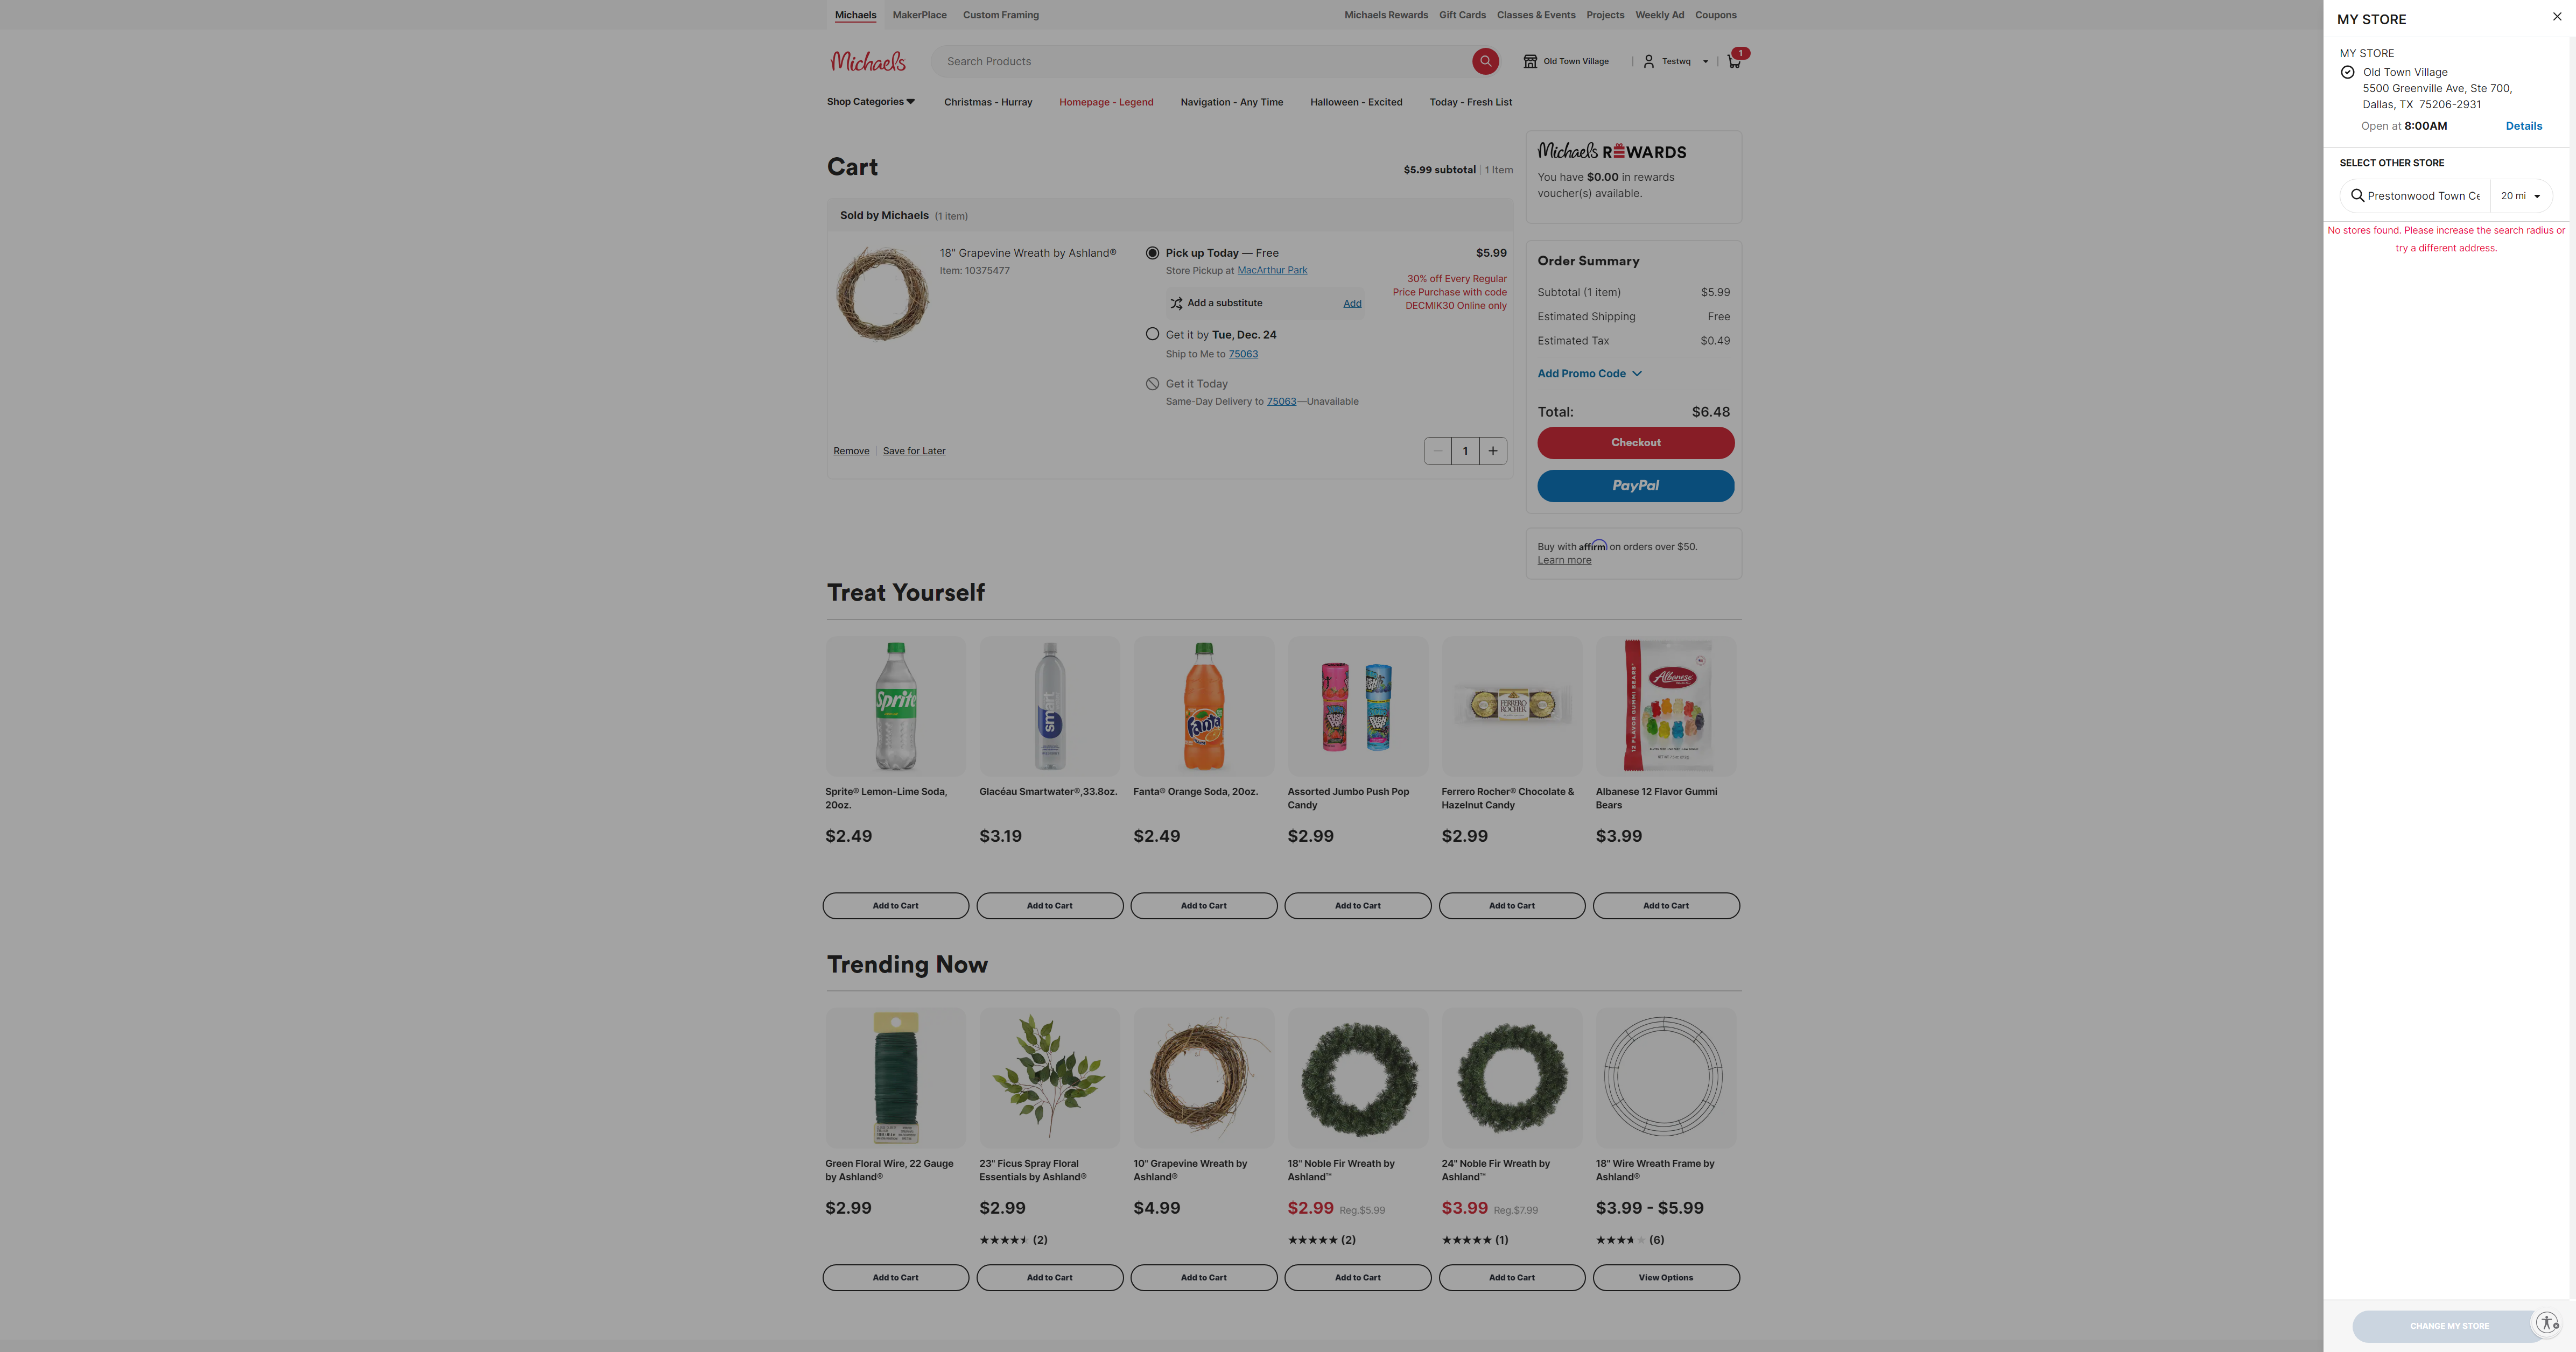 Michaels MakerPlace Custom Framing
Michaels Rewards Gift Cards Classes & Events Projects Weekly Ad Coupons
Michaels
Search Products
Old Town Village
Testwq
1
Shop Categories
Christmas - Hurray
Homepage - Legend
Navigation - Any Time
Halloween - Excited
Today - Fresh List
Cart
$5.99 subtotal | 1 Item
Sold by Michaels (1 item)
18" Grapevine Wreath by Ashland®
Item: 10375477
Pick up Today — Free
Store Pickup at MacArthur Park
Add a substitute
Add
Get it by Tue, Dec. 24
Ship to Me to 75063
Get it Today
Same-Day Delivery to 75063—Unavailable
$5.99
30% off Every Regular
Price Purchase with code
DECMIK30 Online only
Remove | Save for Later
1
Michaels REWARDS
You have $0.00 in rewards
voucher(s) available.
Order Summary
Subtotal (1 item) $5.99
Estimated Shipping Free
Estimated Tax $0.49
Add Promo Code
Total: $6.48
Checkout
PayPal
Buy with affirm on orders over $50.
Learn more
Treat Yourself
Sprite
smart
Fanta
PUSH POP
PUSH POP
FERRERO ROCHER
Albanese
12 FLAVOR GUMMI BEARS
Sprite® Lemon-Lime Soda,
20oz.
$2.49
Add to Cart
Glacéau Smartwater®,33.8oz.
$3.19
Add to Cart
Fanta® Orange Soda, 20oz.
$2.49
Add to Cart
Assorted Jumbo Push Pop
Candy
$2.99
Add to Cart
Ferrero Rocher® Chocolate &
Hazelnut Candy
$2.99
Add to Cart
Albanese 12 Flavor Gummi
Bears
$3.99
Add to Cart
Trending Now
Green Floral Wire, 22 Gauge
by Ashland®
$2.99
Add to Cart
23" Ficus Spray Floral
Essentials by Ashland®
$2.99
(2)
Add to Cart
10" Grapevine Wreath by
Ashland®
$4.99
Add to Cart
18" Noble Fir Wreath by
Ashland™
$2.99 Reg.$5.99
(2)
Add to Cart
24" Noble Fir Wreath by
Ashland™
$3.99 Reg.$7.99
(1)
Add to Cart
18" Wire Wreath Frame by
Ashland®
$3.99 - $5.99
(6)
View Options
MY STORE
MY STORE
Old Town Village
5500 Greenville Ave, Ste 700,
Dallas, TX 75206-2931
Open at 8:00AM
Details
SELECT OTHER STORE
Prestonwood Town Ce
20 mi
No stores found. Please increase the search radius or
try a different address.
CHANGE MY STORE